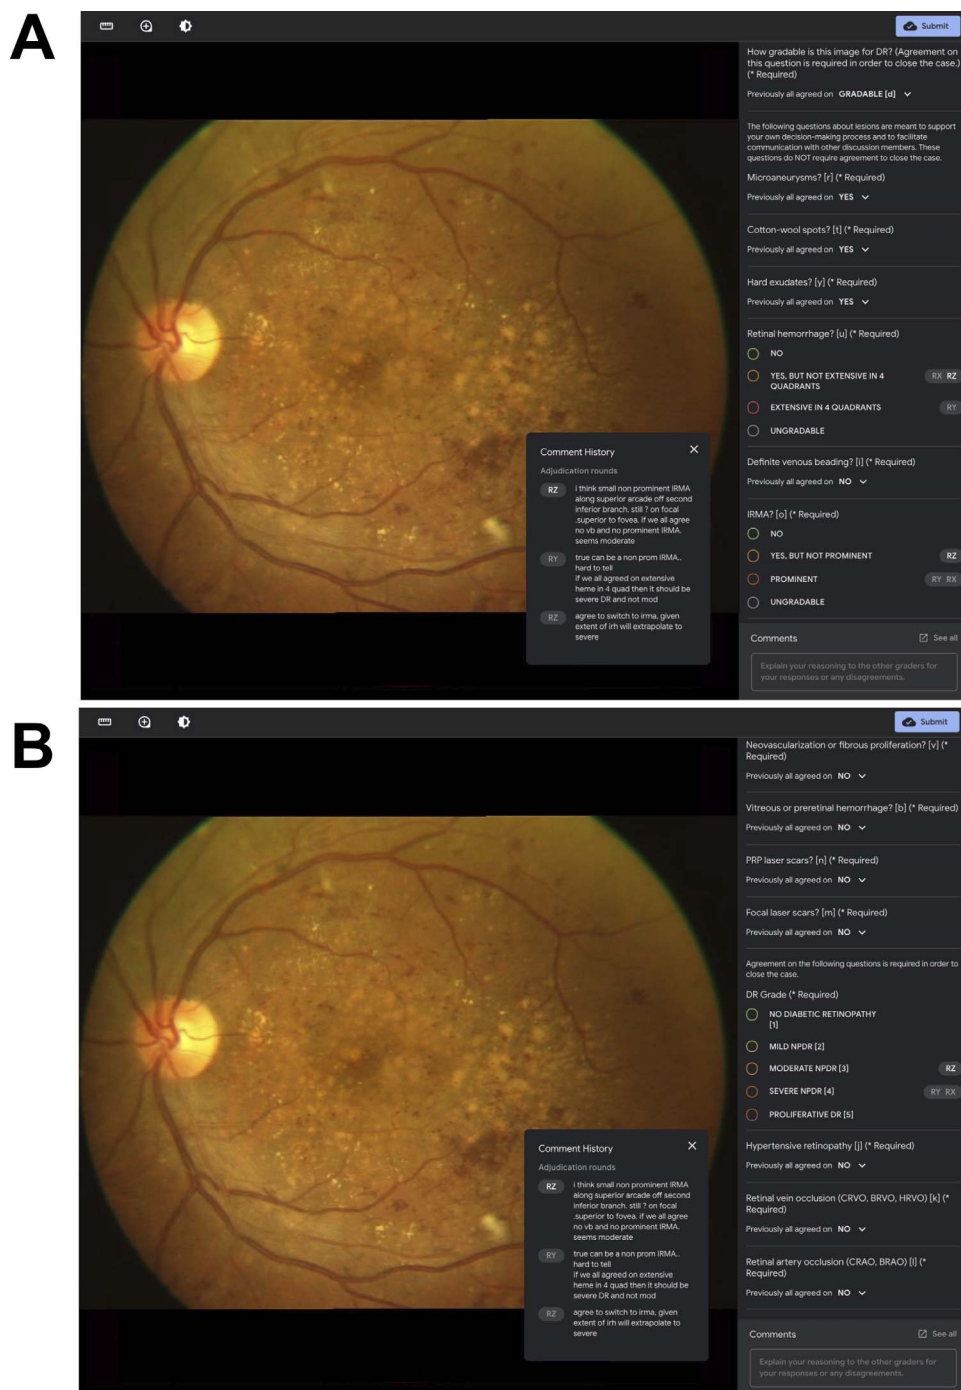 A
Submit
How gradable is this image for DR? (Agreement on
this question is required in order to close the case.)
(* Required)
Previously all agreed on GRADABLE [d]
The following questions about lesions are meant to support
your own decision-making process and to facilitate
communication with other discussion members. These
questions do NOT require agreement to close the case.
Microaneurysms? [r] (* Required)
Previously all agreed on YES
Cotton-wool spots? [t] (* Required)
Previously all agreed on YES
Hard exudates? [y] (* Required)
Previously all agreed on YES
Retinal hemorrhage? [u] (* Required)
NO
YES, BUT NOT EXTENSIVE IN 4 RX RZ
QUADRANTS
EXTENSIVE IN 4 QUADRANTS RY
UNGRADABLE
Definite venous beading? [i] (* Required)
Previously all agreed on NO
IRMA? [o] (* Required)
NO
YES, BUT NOT PROMINENT RZ
PROMINENT RY RX
UNGRADABLE
Comments See all
Explain your reasoning to the other graders for
your responses or any disagreements.
Comment History
Adjudication rounds
RZ i think small non prominent IRMA
along superior arcade off second
inferior branch. still ? on focal
.superior to fovea. if we all agree
no vb and no prominent IRMA.
seems moderate
RY true can be a non prom IRMA..
hard to tell
if we all agreed on extensive
heme in 4 quad then it should be
severe DR and not mod
RZ agree to switch to irma, given
extent of irh will extrapolate to
severe
B
Submit
Neovascularization or fibrous proliferation? [v] (*
Required)
Previously all agreed on NO
Vitreous or preretinal hemorrhage? [b] (* Required)
Previously all agreed on NO
PRP laser scars? [n] (* Required)
Previously all agreed on NO
Focal laser scars? [m] (* Required)
Previously all agreed on NO
Agreement on the following questions is required in order to
close the case.
DR Grade (* Required)
NO DIABETIC RETINOPATHY
[1]
MILD NPDR [2]
MODERATE NPDR [3] RZ
SEVERE NPDR [4] RY RX
PROLIFERATIVE DR [5]
Hypertensive retinopathy [j] (* Required)
Previously all agreed on NO
Retinal vein occlusion (CRVO, BRVO, HRVO) [k] (*
Required)
Previously all agreed on NO
Retinal artery occlusion (CRAO, BRAO) [l] (*
Required)
Previously all agreed on NO
Comments See all
Explain your reasoning to the other graders for
your responses or any disagreements.
Comment History
Adjudication rounds
RZ i think small non prominent IRMA
along superior arcade off second
inferior branch. still ? on focal
.superior to fovea. if we all agree
no vb and no prominent IRMA.
seems moderate
RY true can be a non prom IRMA..
hard to tell
if we all agreed on extensive
heme in 4 quad then it should be
severe DR and not mod
RZ agree to switch to irma, given
extent of irh will extrapolate to
severe